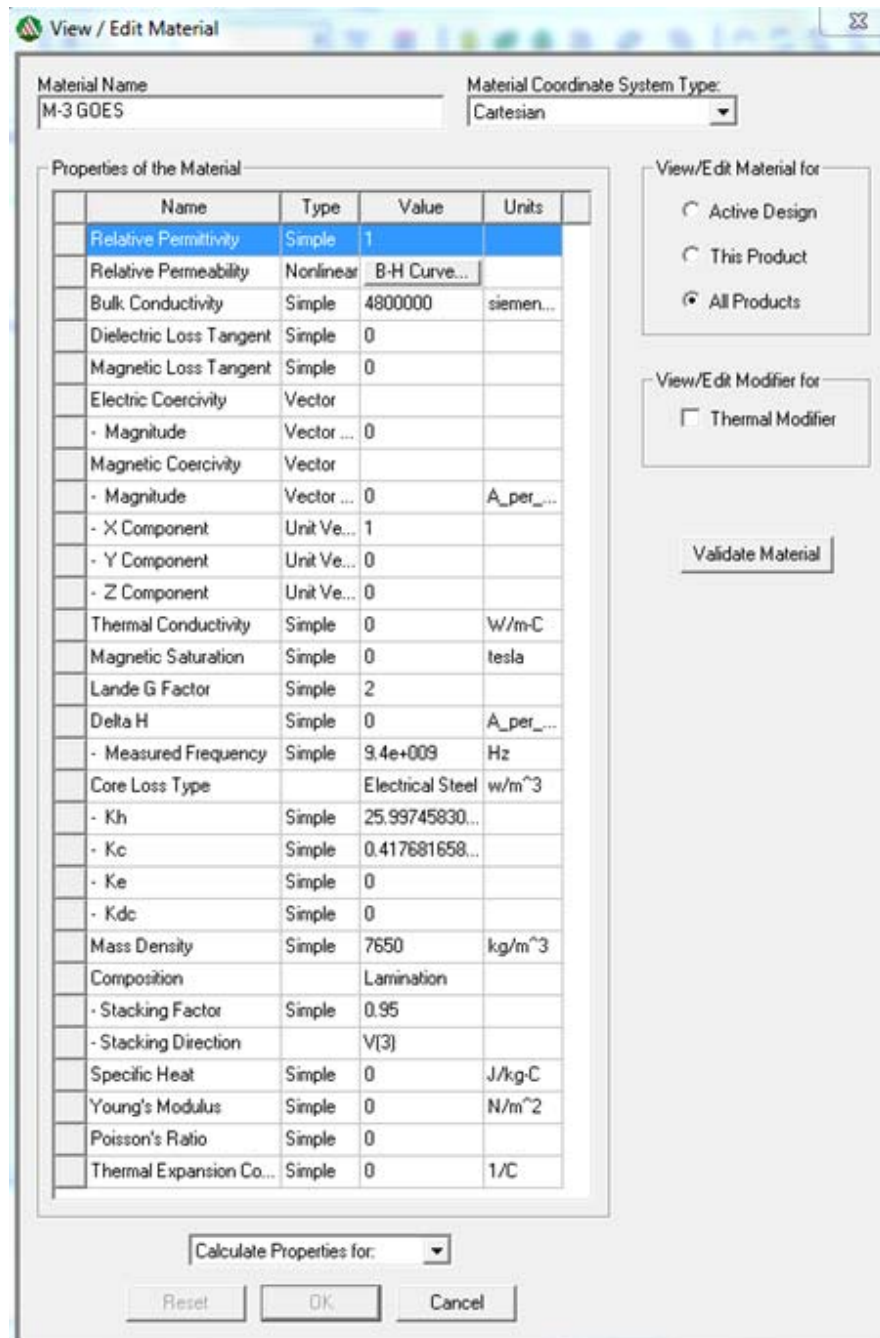 View / Edit Material
Material Name
Material Coordinate System Type:
M-3 GOES
Cartesian
Properties of the Material
Name Type Value Units
Relative Permittivity Simple 1
Relative Permeability Nonlinear B-H Curve...
Bulk Conductivity Simple 4800000 siemen...
Dielectric Loss Tangent Simple 0
Magnetic Loss Tangent Simple 0
Electric Coercivity Vector
- Magnitude Vector ... 0
Magnetic Coercivity Vector
- Magnitude Vector ... 0 A_per_...
- X Component Unit Ve... 1
- Y Component Unit Ve... 0
- Z Component Unit Ve... 0
Thermal Conductivity Simple 0 W/m-C
Magnetic Saturation Simple 0 tesla
Lande G Factor Simple 2
Delta H Simple 0 A_per_...
- Measured Frequency Simple 9.4e+009 Hz
Core Loss Type Electrical Steel w/m^3
- Kh Simple 25.99745830...
- Kc Simple 0.417681658...
- Ke Simple 0
- Kdc Simple 0
Mass Density Simple 7650 kg/m^3
Composition Lamination
- Stacking Factor Simple 0.95
- Stacking Direction V(3)
Specific Heat Simple 0 J/kg-C
Young's Modulus Simple 0 N/m^2
Poisson's Ratio Simple 0
Thermal Expansion Co... Simple 0 1/C
View/Edit Material for
Active Design
This Product
All Products
View/Edit Modifier for
Thermal Modifier
Validate Material
Calculate Properties for:
Reset OK Cancel